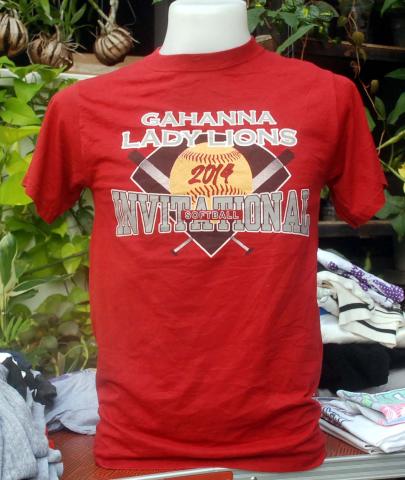 GAHANNA
LADY LIONS
2014
INVITATIONAL
SOFTBALL